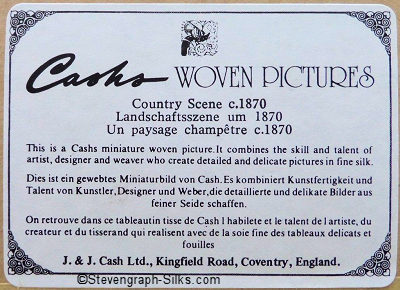 Cashs WOVEN PICTURES
Country Scene c.1870
Landschaftsszene um 1870
Un paysage champêtre c.1870
This is a Cashs miniature woven picture.It combines the skill and talent of
artist, designer and weaver who create detailed and delicate pictures in fine silk.
Dies ist ein gewebtes Miniaturbild von Cash.Es kombiniert Kunstfertigkeit und
Talent von Kunstler,Designer und Weber,die detaillierte und delikate Bilder aus
feiner Seide schaffen.
On retrouve dans ce tableautin tisse de Cash l habilete et le talent de l artiste, du
createur et du tisserand qui realisent avec de la soie fine des tableaux delicats et
fouilles
J. & J. Cash Ltd., Kingfield Road, Coventry, England.
©Stevengraph-Silks.com